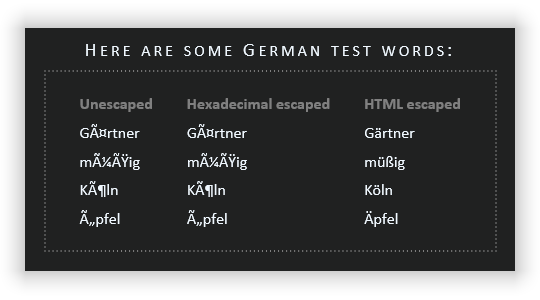 Here are some German test words:
Unescaped Hexadecimal escaped HTML escaped
GÃ¤rtner GÃ¤rtner Gärtner
mÃ¼ÃŸig mÃ¼ÃŸig müßig
KÃ¶ln KÃ¶ln Köln
Ã„pfel Ã„pfel Äpfel